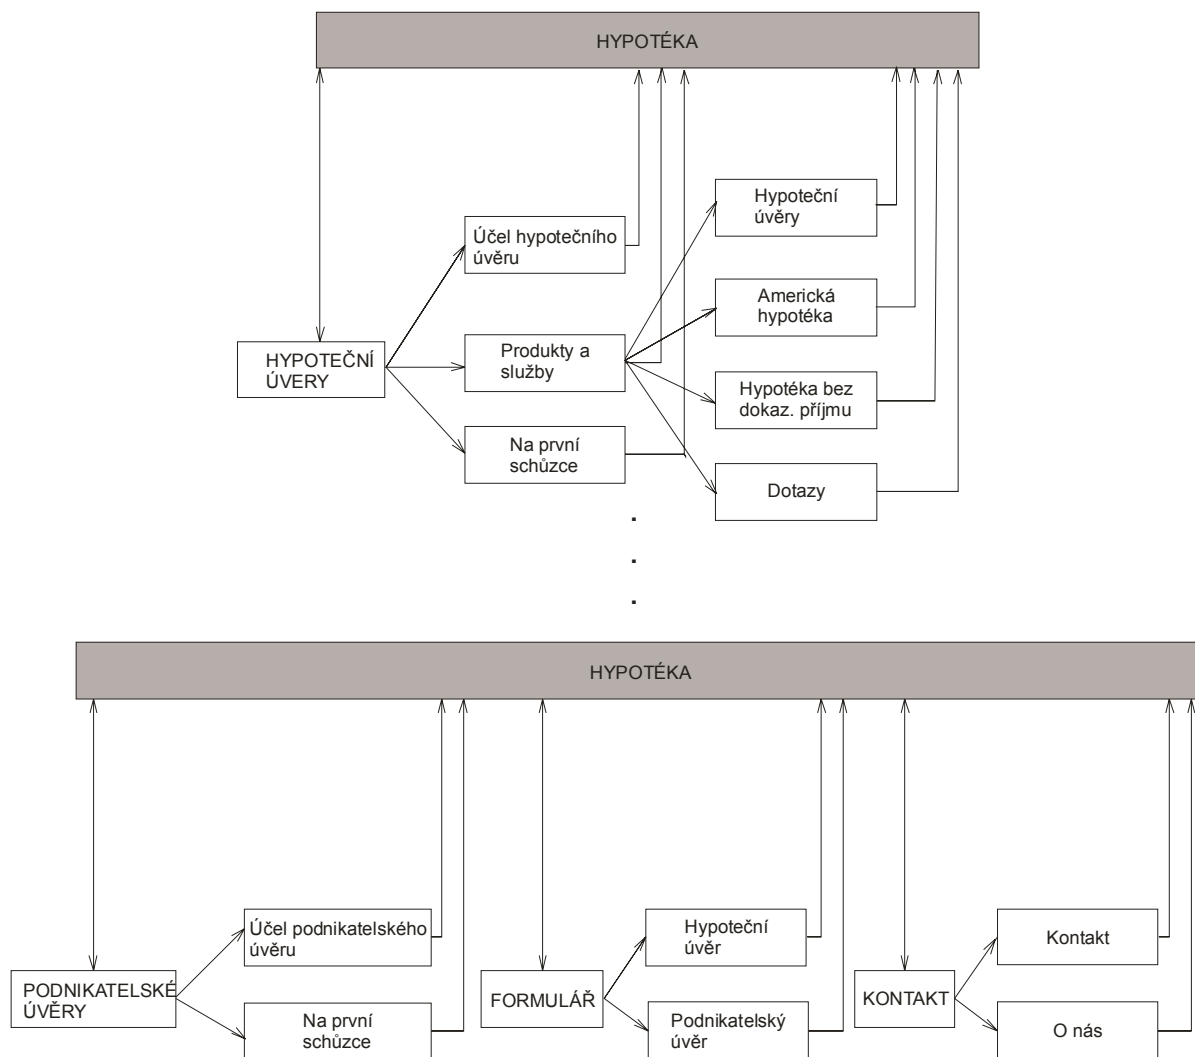 HYPOTÉKA
Hypoteční
úvěry
Účel hypotečního
úvěru
Americká
hypotéka
HYPOTEČNÍ
ÚVERY
Produkty a
služby
Hypotéka bez
dokaz. příjmu
Na první
schůzce
Dotazy
.
.
.
HYPOTÉKA
Účel podnikatelského
úvěru
Hypoteční
úvěr
Kontakt
PODNIKATELSKÉ
ÚVĚRY
FORMULÁŘ
KONTAKT
Na první
schůzce
Podnikatelský
úvěr
O nás